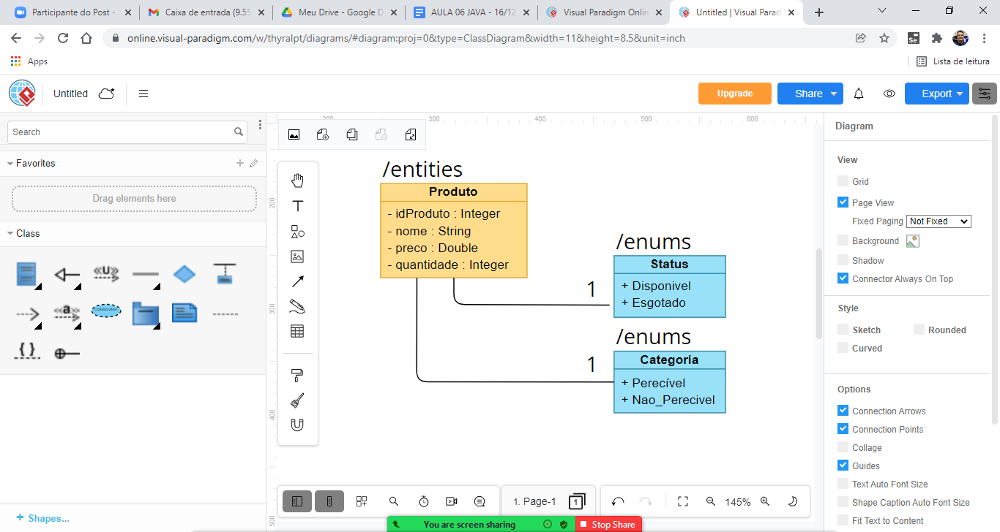 Participante do Post -
Caixa de entrada (9.55
Meu Drive - Google D
AULA 06 JAVA - 16/12
Visual Paradigm Onlin
Untitled | Visual Parad
online.visual-paradigm.com/w/thyralpt/diagrams/#diagram:proj=0&type=ClassDiagram&width=11&height=8.5&unit=inch
Se
Apps
Lista de leitura
Untitled
Upgrade
Share
Export
Search
Favorites
Drag elements here
Class
<<U>>
<<a>>
Collaboration
{ }
+ Shapes...
200 300 400 500 600
200
300
400
500
T
/entities
Produto
- idProduto : Integer
- nome : String
- preco : Double
- quantidade : Integer
/enums
1
Status
+ Disponivel
+ Esgotado
/enums
1
Categoria
+ Perecível
+ Nao_Perecivel
1. Page-1
1
145%
You are screen sharing
Stop Share
Diagram
View
Grid
Page View
Fixed Paging Not Fixed
Background
Shadow
Connector Always On Top
Style
Sketch
Rounded
Curved
Options
Connection Arrows
Connection Points
Collage
Guides
Text Auto Font Size
Shape Caption Auto Font Size
Fit Text to Content